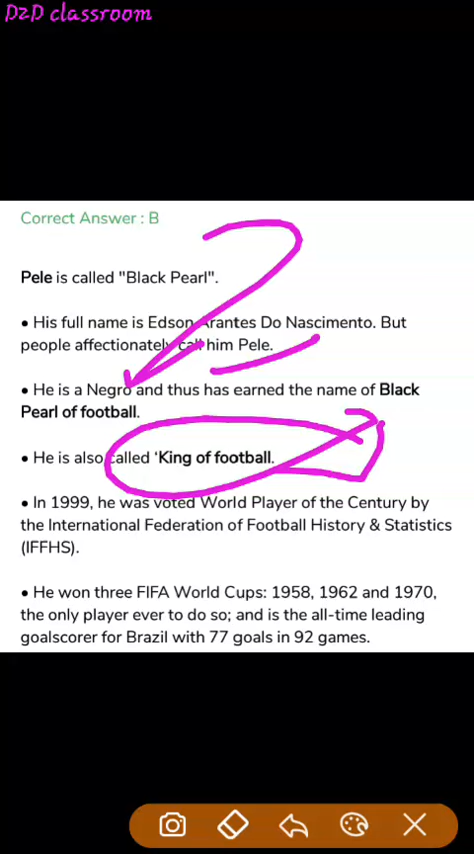 D2D classroom
Correct Answer : B
Pele is called "Black Pearl".
• His full name is Edson Arantes Do Nascimento. But
people affectionately call him Pele.
• He is a Negro and thus has earned the name of Black
Pearl of football.
• He is also called ‘King of football.
• In 1999, he was voted World Player of the Century by
the International Federation of Football History & Statistics
(IFFHS).
• He won three FIFA World Cups: 1958, 1962 and 1970,
the only player ever to do so; and is the all-time leading
goalscorer for Brazil with 77 goals in 92 games.